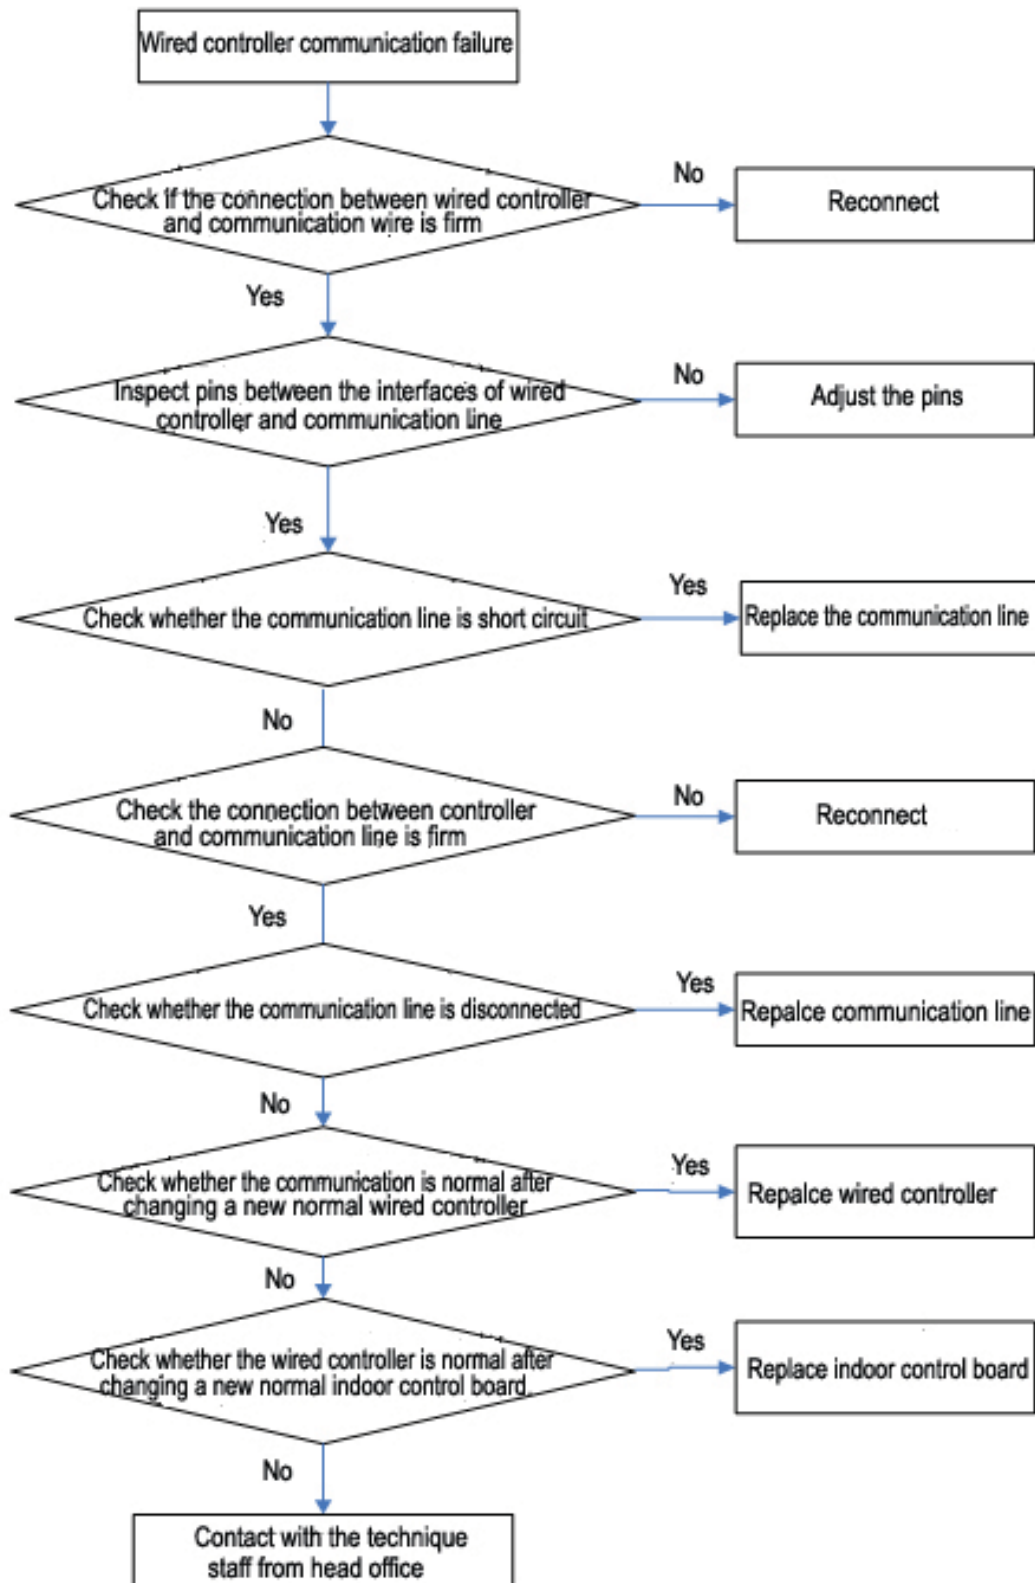 Wired controller communication failure
No
Check If the connection between wired controller
and communication wire is firm
Reconnect
Yes
No
Inspect pins between the interfaces of wired
controller and communication line
Adjust the pins
Yes
Yes
Check whether the communication line is short circuit
Replace the communication line
No
No
Check the connection between controller
and communication line is firm
Reconnect
Yes
Yes
Check whether the communication line is disconnected
Repalce communication line
No
Yes
Check whether the communication is normal after
changing a new normal wired controller
Repalce wired controller
No
Yes
Check whether the wired controller is normal after
changing a new normal indoor control board.
Replace indoor control board
No
Contact with the technique
staff from head office